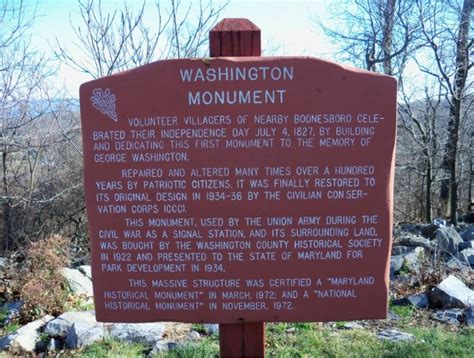 WASHINGTON
MONUMENT
VOLUNTEER VILLAGERS OF NEARBY BOONESBORO CELE-
BRATED THEIR INDEPENDENCE DAY JULY 4, 1827, BY BUILDING
AND DEDICATING THIS FIRST MONUMENT TO THE MEMORY OF
GEORGE WASHINGTON.
REPAIRED AND ALTERED MANY TIMES OVER A HUNDRED
YEARS BY PATRIOTIC CITIZENS, IT WAS FINALLY RESTORED TO
ITS ORIGINAL DESIGN IN 1934-36 BY THE CIVILIAN CONSER-
VATION CORPS (CCC).
THIS MONUMENT, USED BY THE UNION ARMY DURING THE
CIVIL WAR AS A SIGNAL STATION, AND ITS SURROUNDING LAND,
WAS BOUGHT BY THE WASHINGTON COUNTY HISTORICAL SOCIETY
IN 1922 AND PRESENTED TO THE STATE OF MARYLAND FOR
PARK DEVELOPMENT IN 1934.
THIS MASSIVE STRUCTURE WAS CERTIFIED A "MARYLAND
HISTORICAL MONUMENT" IN MARCH, 1972; AND A "NATIONAL
HISTORICAL MONUMENT" IN NOVEMBER, 1972.